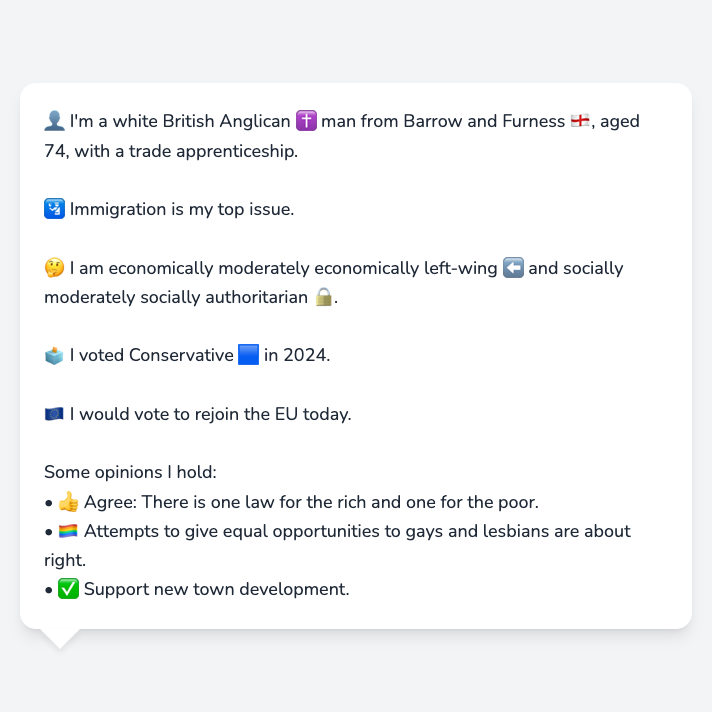 👤 I'm a white British Anglican ✝️ man from Barrow and Furness 🏴󠁧󠁢󠁥󠁮󠁧󠁿, aged
74, with a trade apprenticeship.
🛂 Immigration is my top issue.
🤔 I am economically moderately economically left-wing ⬅️ and socially
moderately socially authoritarian 🔒.
🗳️ I voted Conservative 🟦 in 2024.
🇪🇺 I would vote to rejoin the EU today.
Some opinions I hold:
• 👍 Agree: There is one law for the rich and one for the poor.
• 🏳️‍🌈 Attempts to give equal opportunities to gays and lesbians are about
right.
• ✅ Support new town development.